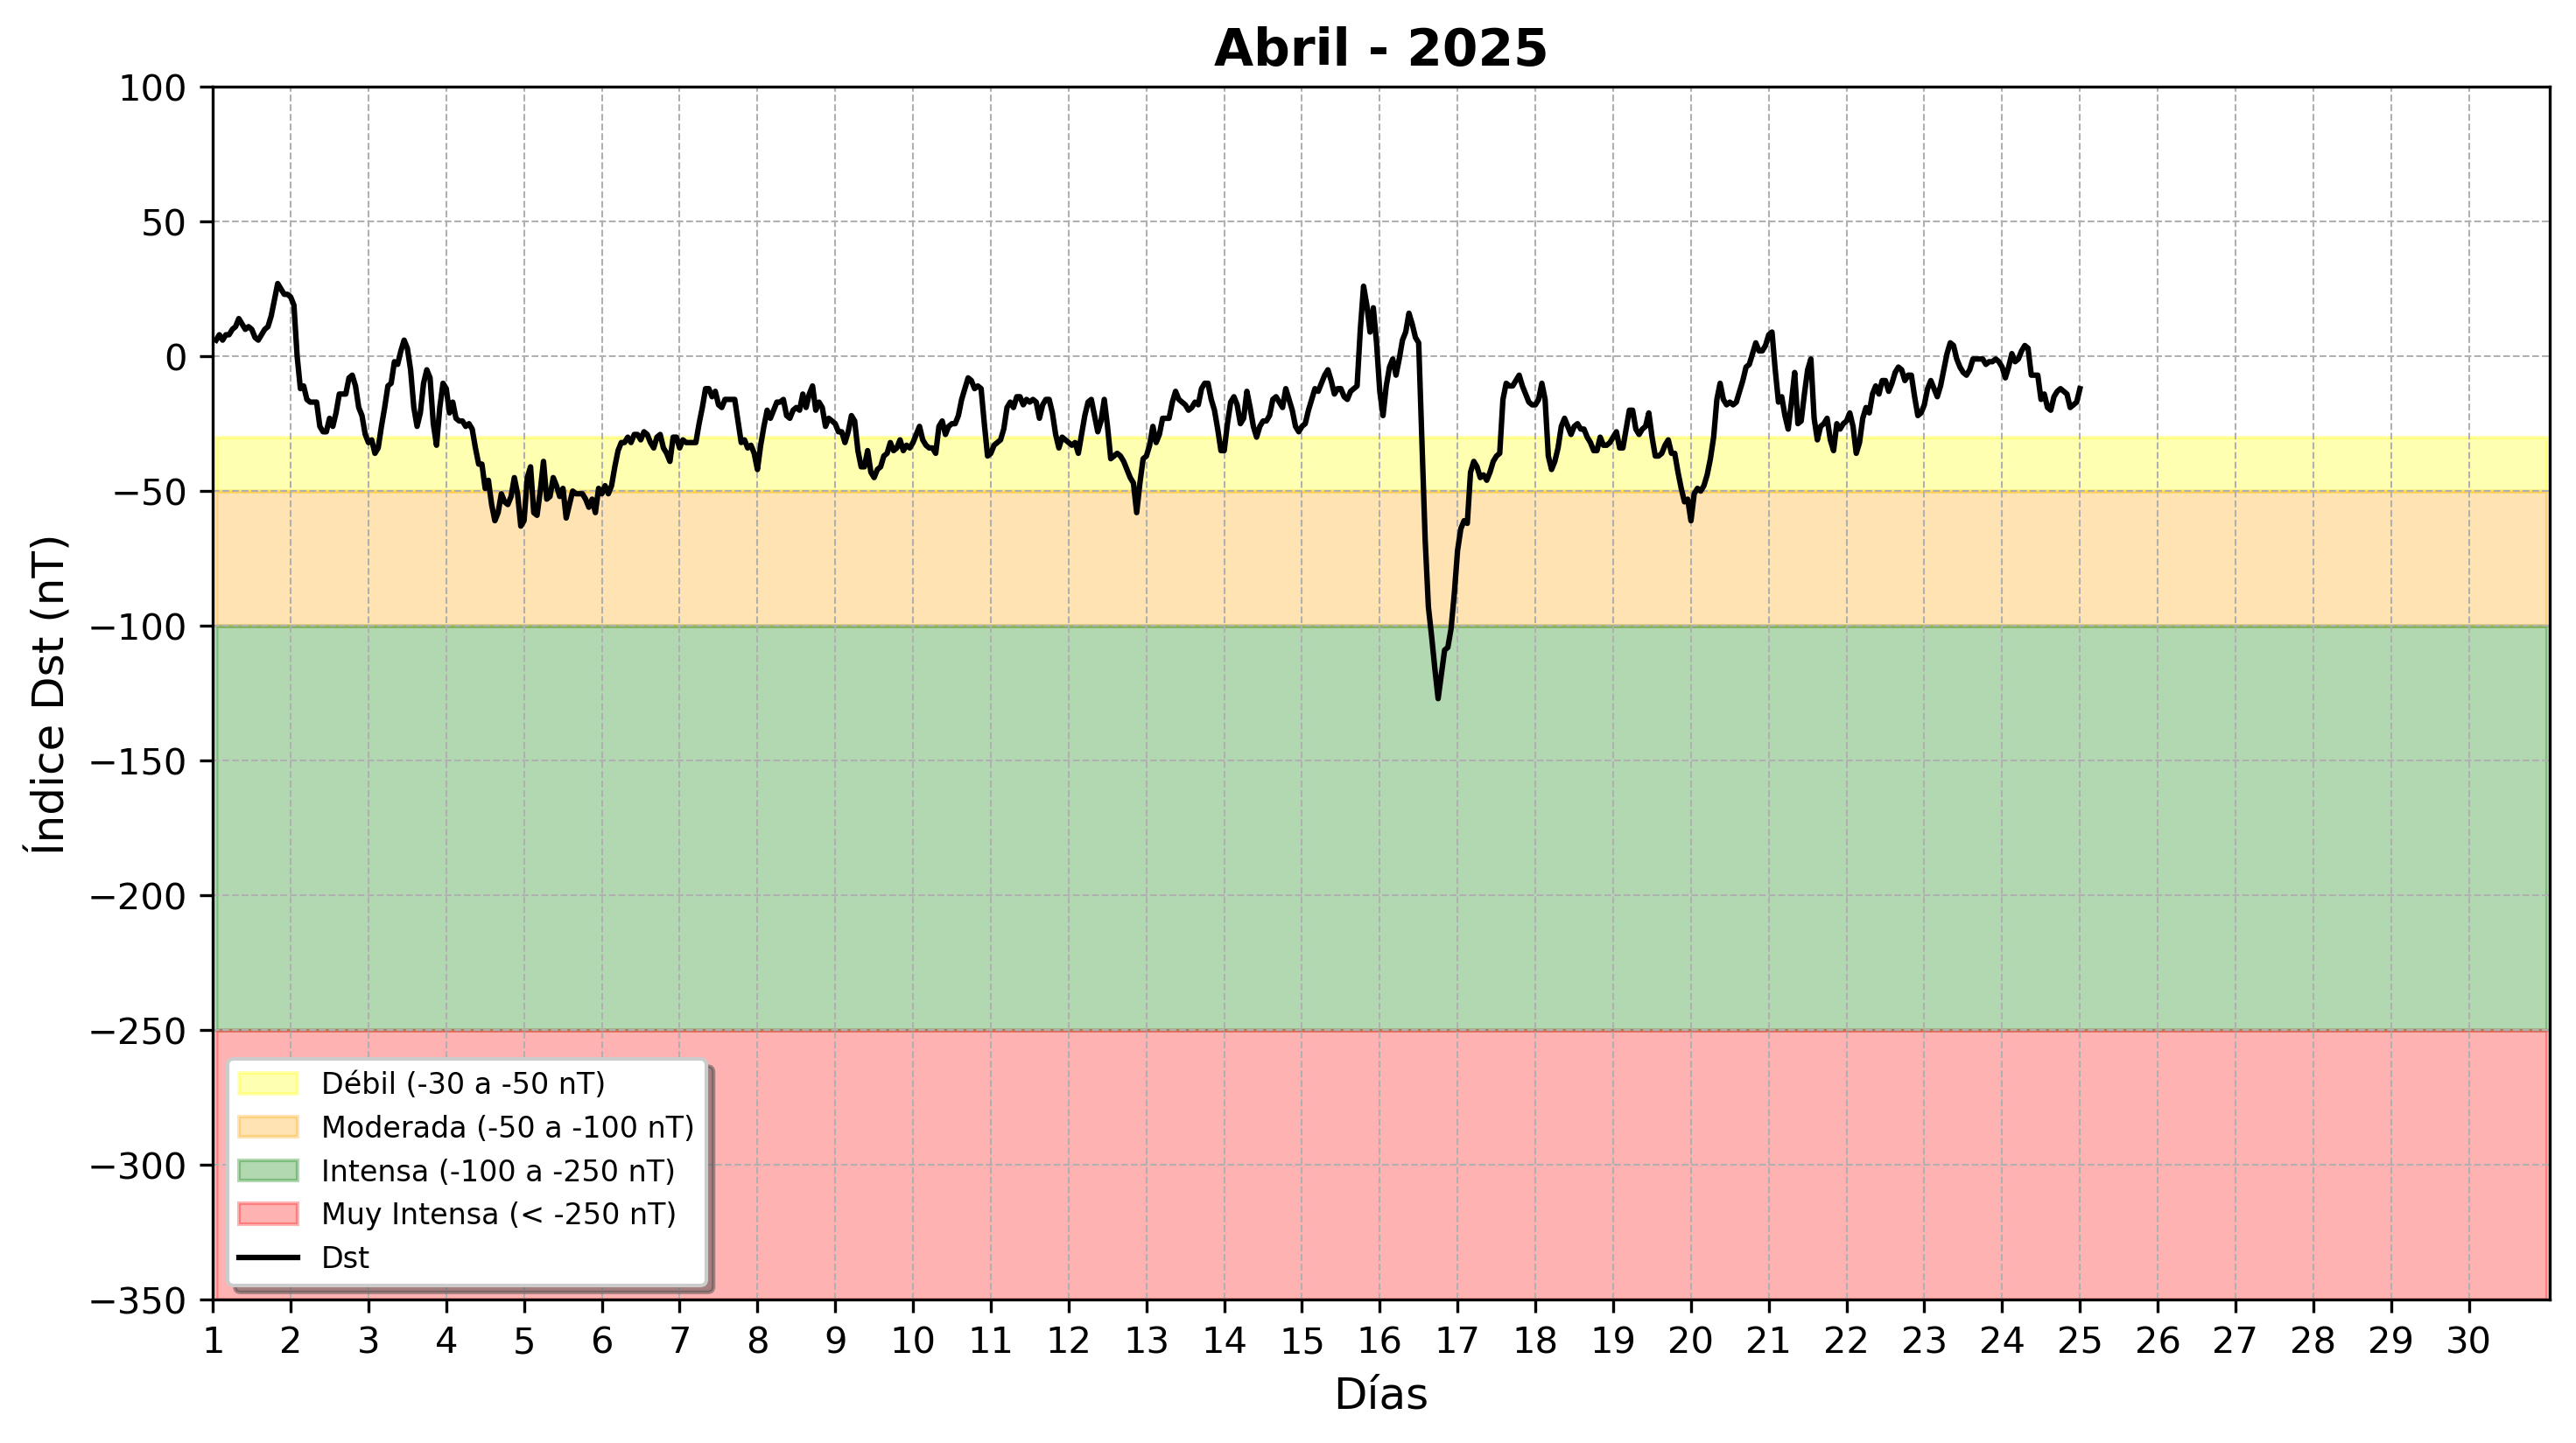 Abril - 2025
100
50
0
−50
−100
−150
−200
−250
−300
−350
Índice Dst (nT)
Débil (-30 a -50 nT)
Moderada (-50 a -100 nT)
Intensa (-100 a -250 nT)
Muy Intensa (< -250 nT)
Dst
1 2 3 4 5 6 7 8 9 10 11 12 13 14 15 16 17 18 19 20 21 22 23 24 25 26 27 28 29 30
Días